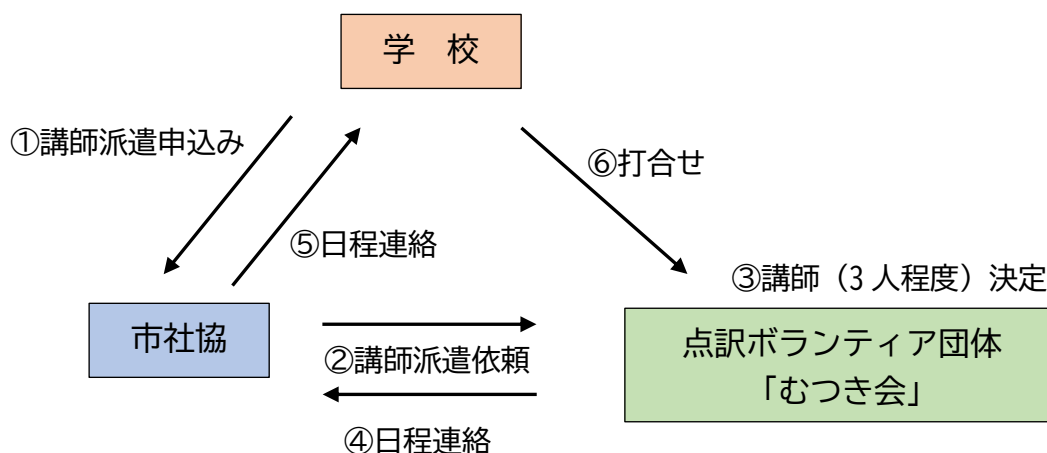 学　校
①講師派遣申込み
⑥打合せ
⑤日程連絡
③講師（3人程度）決定
市社協
②講師派遣依頼
点訳ボランティア団体
「むつき会」
④日程連絡